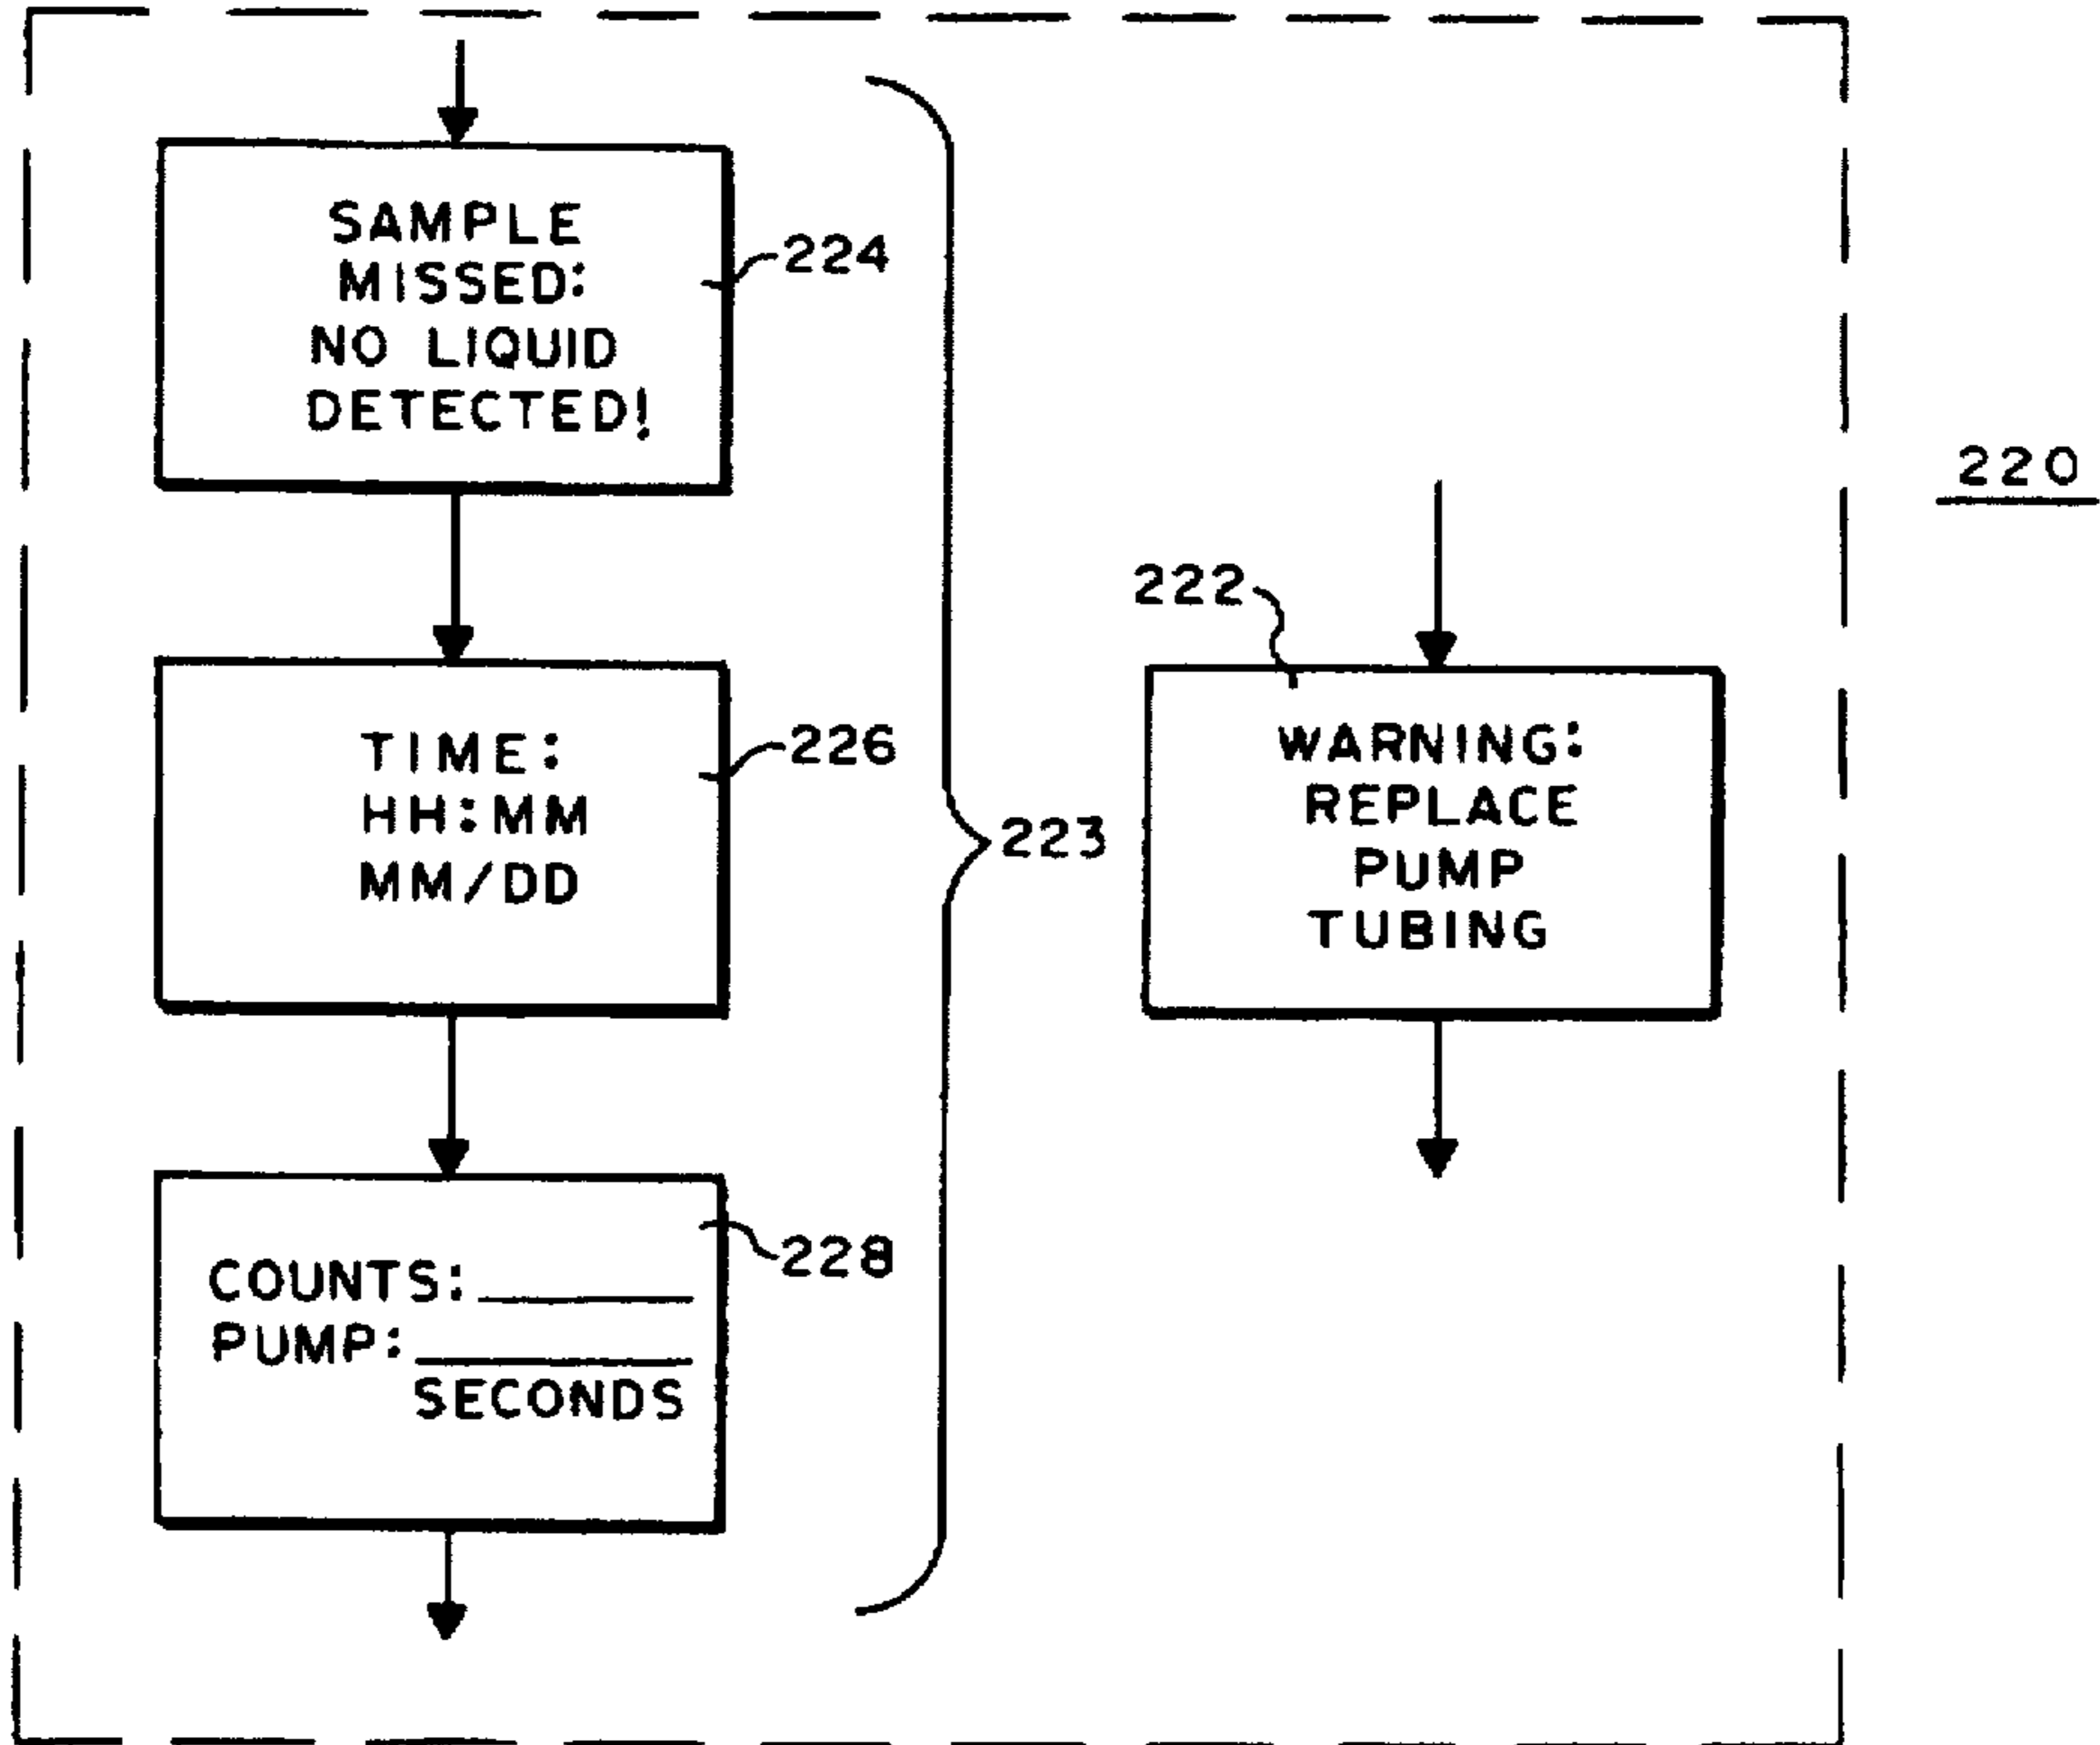 SAMPLE
MISSED:
NO LIQUID
DETECTED!
224
TIME:
HH:MM
MM/DD
226
COUNTS:
PUMP:
SECONDS
228
223
222
WARNING:
REPLACE
PUMP
TUBING
220